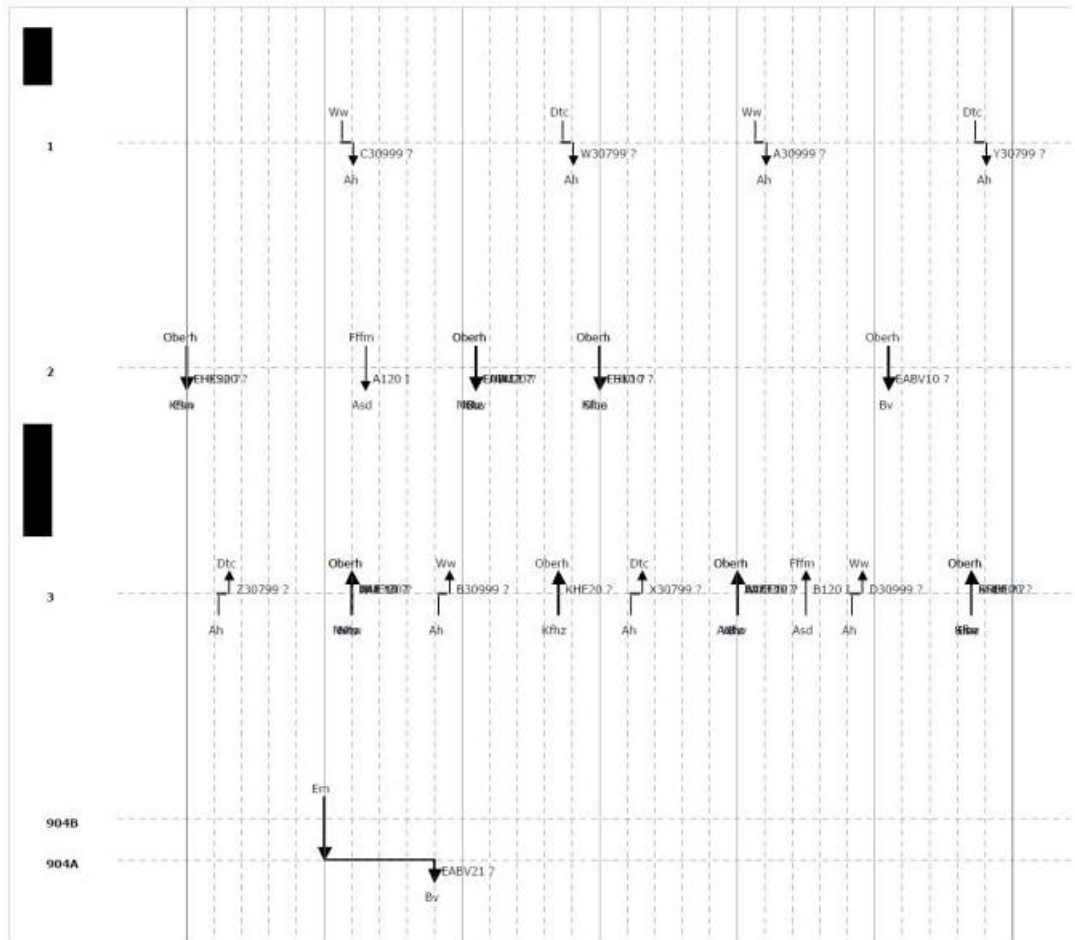 Ww Dtc Ww Dtc
1
C30999 ? W30799 ? A30999 ? Y30799 ?
Ah Ah Ah Ah
Oberh Fffm Oberh Oberh Oberh
2
A120 1 EABV10 ?
Asd Bv
Dtc Oberh Ww Oberh Dtc Oberh Fffm Ww Oberh
3
Z30799 ? B30999 ? KHE20 ? X30799 ? B120 D30999 ?
Ah Ah Kfhz Ah Asd Ah
Em
904B
904A
EABV21 ?
Bv